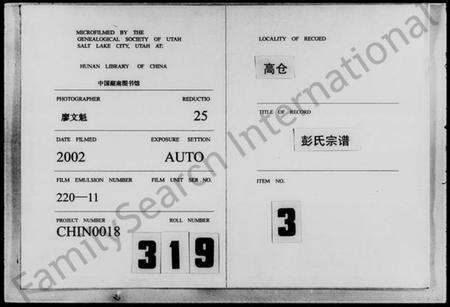 MICROFILMED BY THE
GENEALOGICAL SOCIETY OF UTAH
SALT LAKE CITY, UTAH AT:
HUNAN LIBRARY OF CHINA
中国湖南图书馆
PHOTOGRAPHER REDUCTIO
廖文魁 25
DATE FILMED EXPOSURE SETTION
2002 AUTO
FILM EMULSION NUMBER FILM UNIT SER NO.
220—11
PROJECT NUMBER ROLL NUMBER
CHIN0018 319
LOCALITY OF RECOED
高仓
TITLE OF RECORD
彭氏宗谱
ITEM NO.
3
FamilySearch International